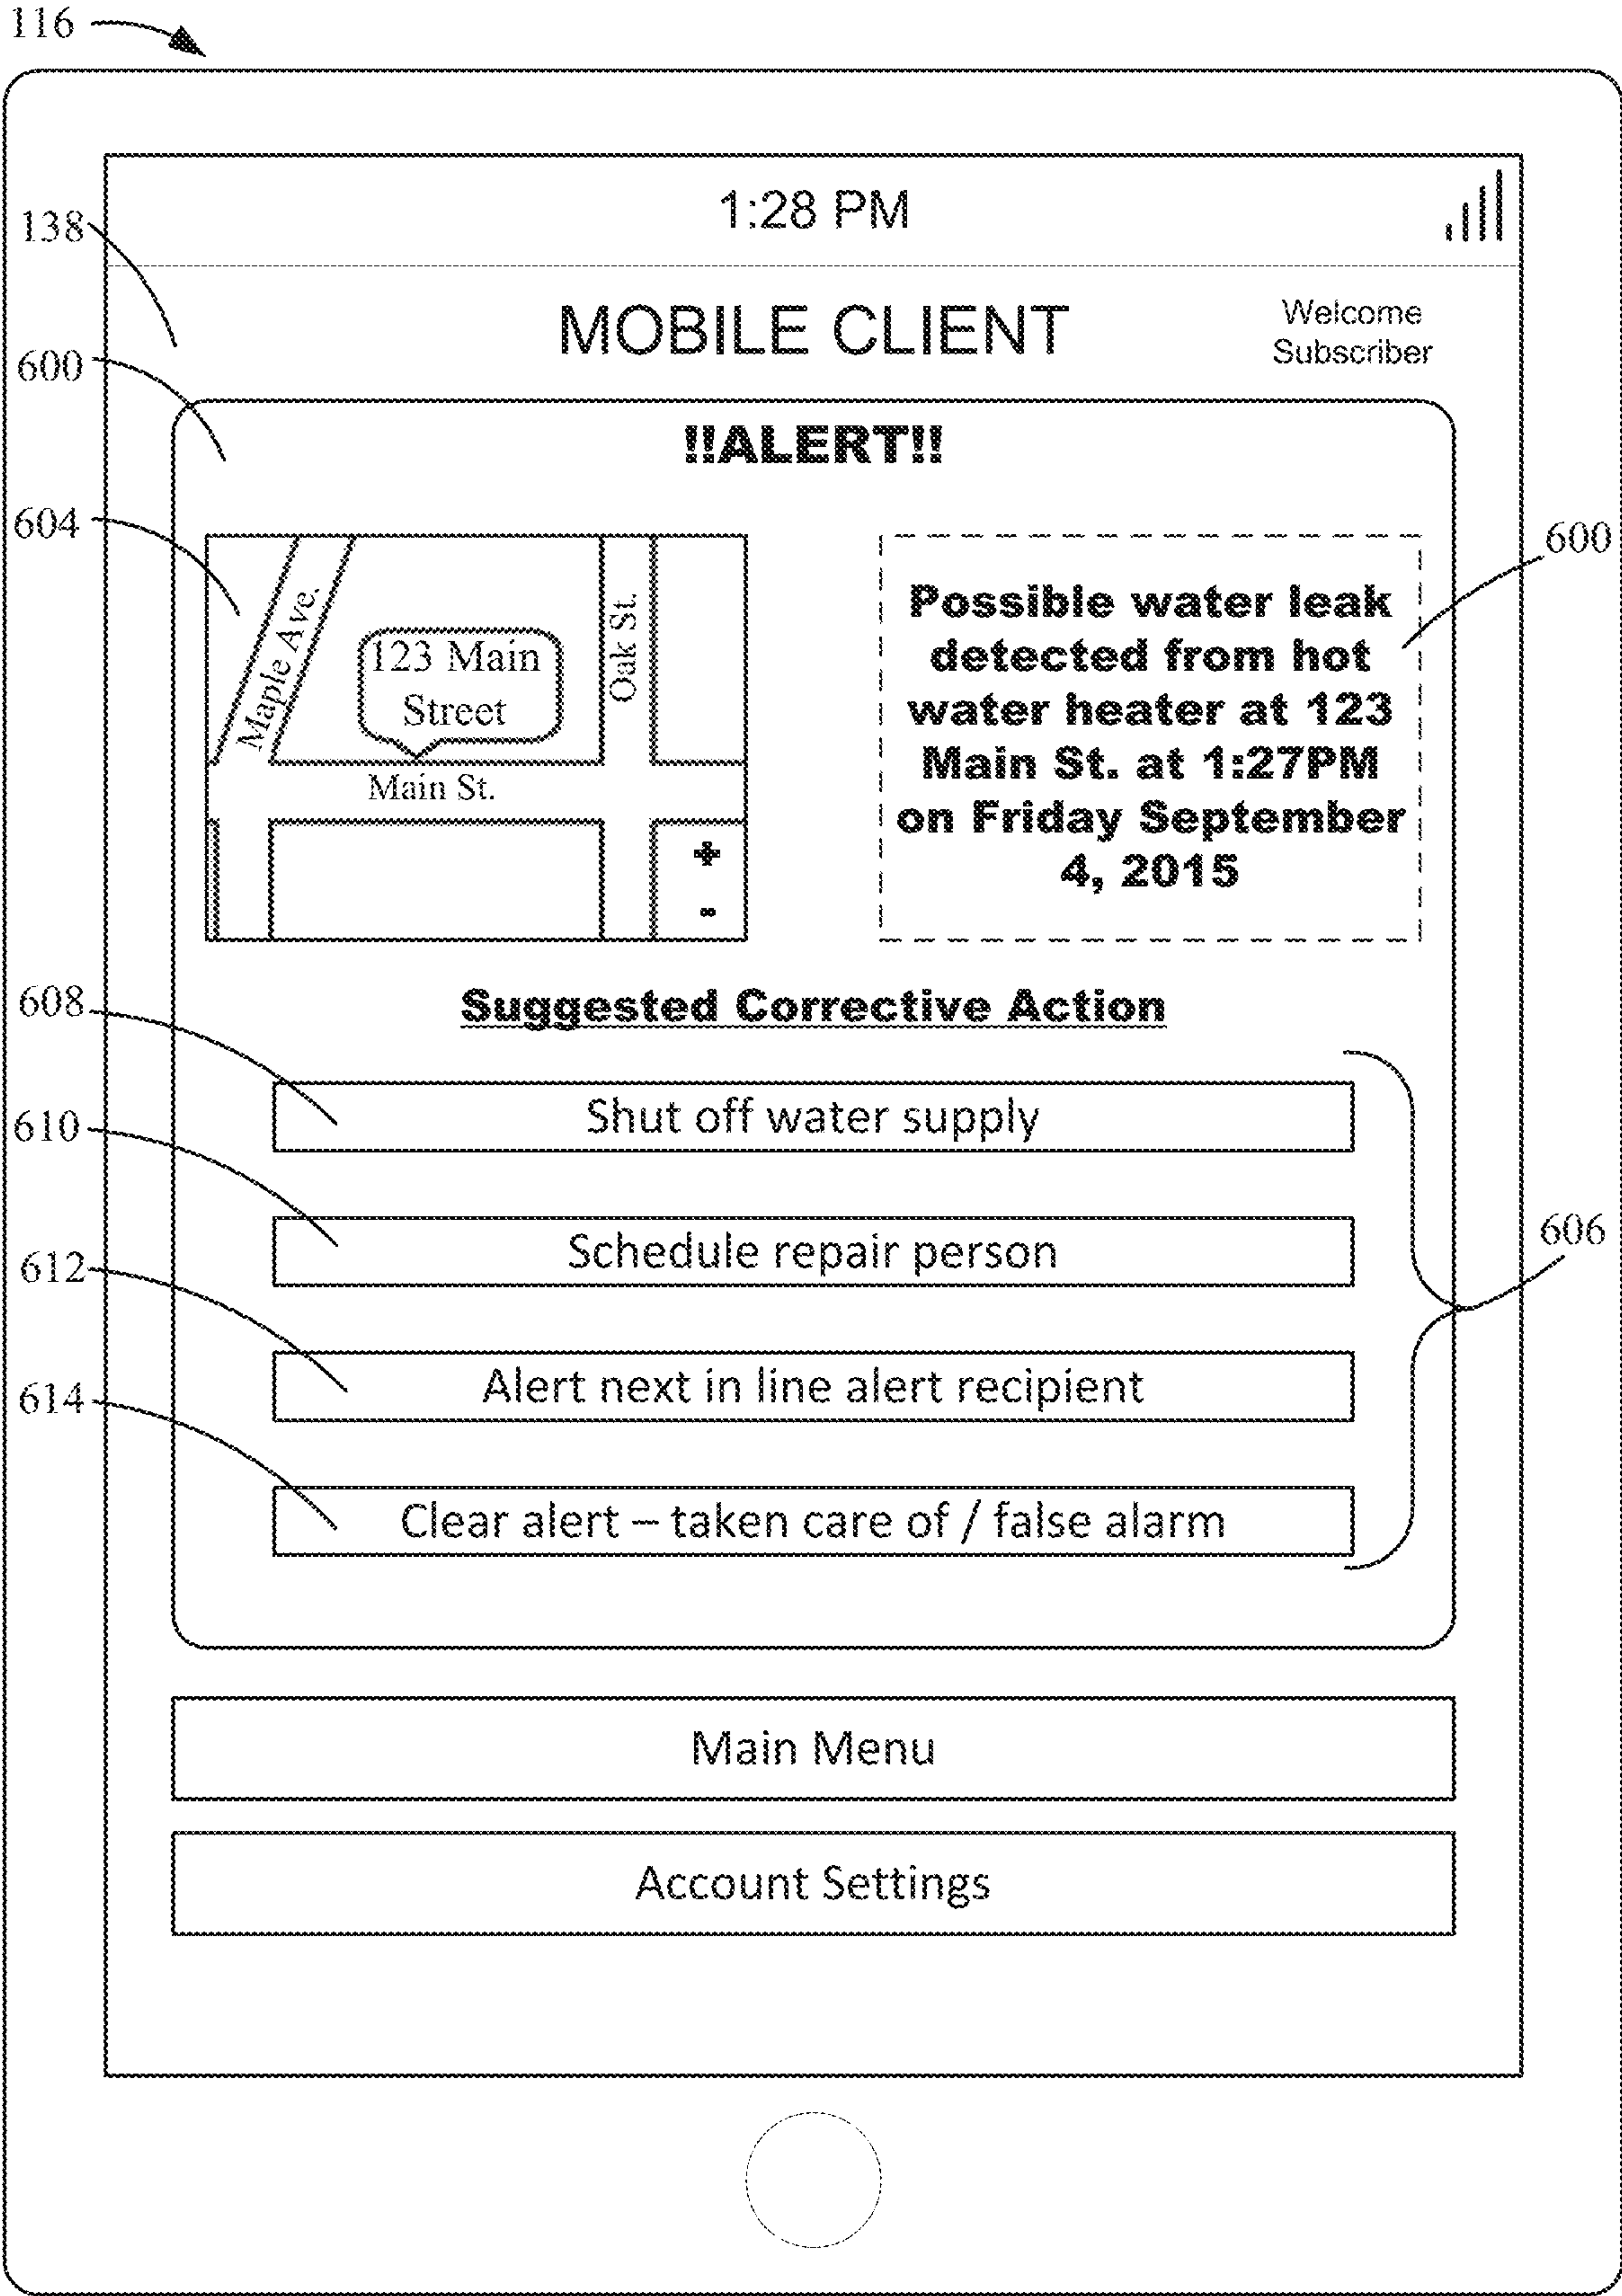 116
1:28 PM
138
MOBILE CLIENT
Welcome
Subscriber
600
!!ALERT!!
604
600
Maple Ave.
123 Main
Street
Oak St.
Main St.
+
-
Possible water leak
detected from hot
water heater at 123
Main St. at 1:27PM
on Friday September
4, 2015
Suggested Corrective Action
608
Shut off water supply
610
Schedule repair person
606
612
Alert next in line alert recipient
614
Clear alert – taken care of / false alarm
Main Menu
Account Settings